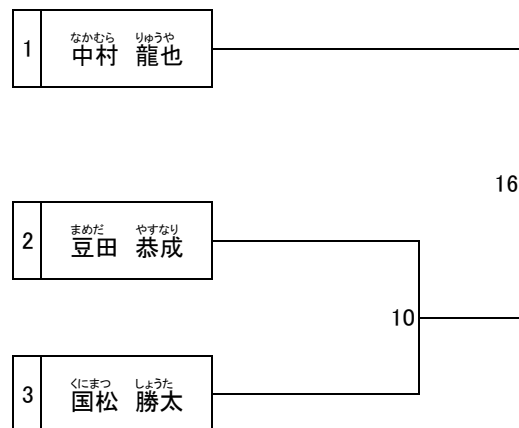 なかむら りゅうや
1 中村 龍也
16
まめだ やすなり
2 豆田 恭成
10
くにまつ しょうた
3 国松 勝太